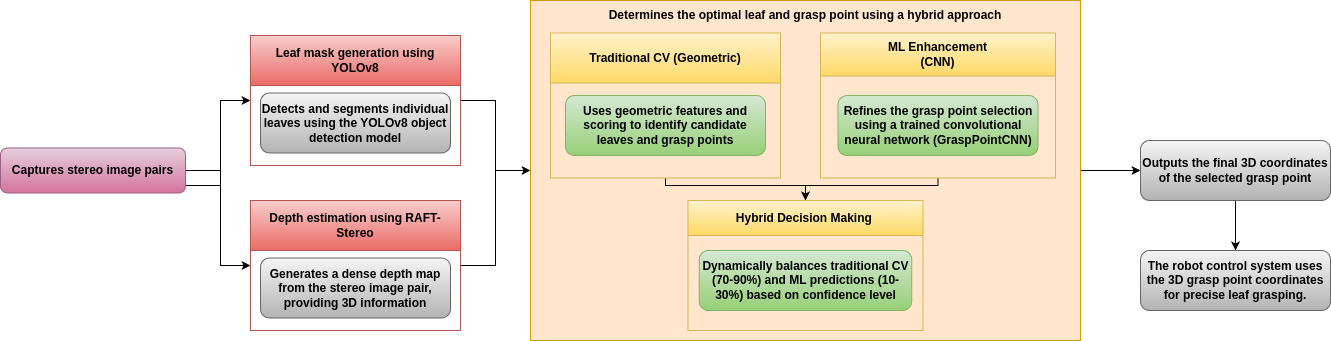 Captures stereo image pairs
Leaf mask generation using
YOLOv8
Detects and segments individual
leaves using the YOLOv8 object
detection model
Depth estimation using RAFT-
Stereo
Generates a dense depth map
from the stereo image pair,
providing 3D information
Determines the optimal leaf and grasp point using a hybrid approach
Traditional CV (Geometric)
Uses geometric features and
scoring to identify candidate
leaves and grasp points
ML Enhancement
(CNN)
Refines the grasp point selection
using a trained convolutional
neural network (GraspPointCNN)
Hybrid Decision Making
Dynamically balances traditional CV
(70-90%) and ML predictions (10-
30%) based on confidence level
Outputs the final 3D coordinates
of the selected grasp point
The robot control system uses
the 3D grasp point coordinates
for precise leaf grasping.